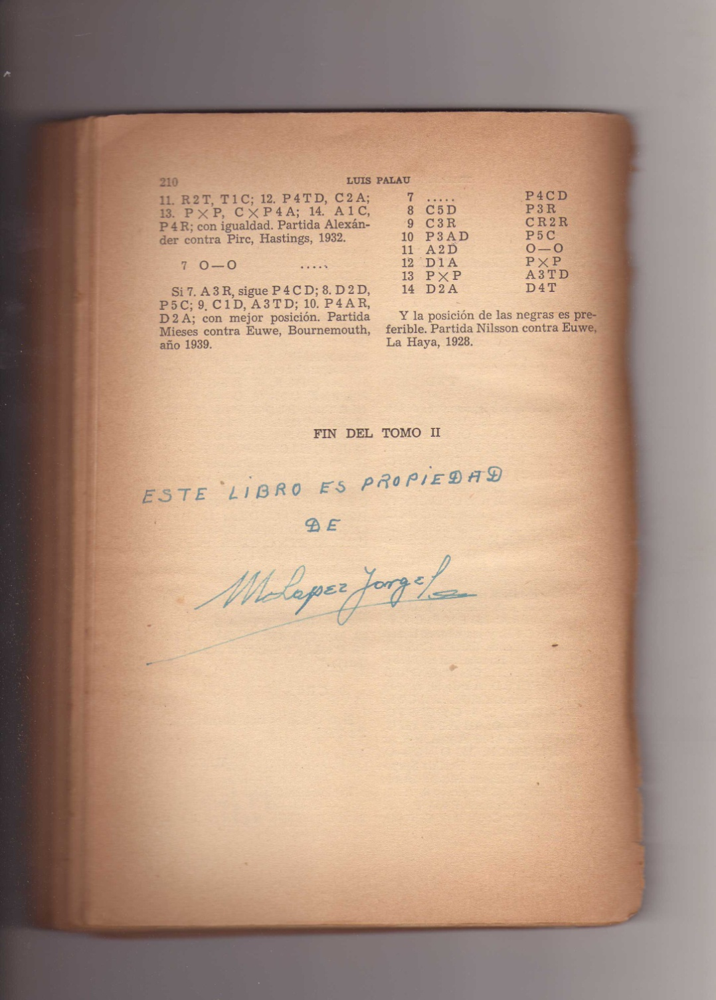 210
LUIS PALAU
11. R2T, T1C; 12. P4TD, C2A;
13. P×P, C×P4A; 14. A1C,
P4R; con igualdad. Partida Alexán-
der contra Pirc, Hastings, 1932.
7 O—O .....
Si 7. A3R, sigue P4CD; 8. D2D,
P5C; 9. C1D, A3TD; 10. P4AR,
D2A; con mejor posición. Partida
Mieses contra Euwe, Bournemouth,
año 1939.
7 ..... P4CD
8 C5D P3R
9 C3R CR2R
10 P3AD P5C
11 A2D O—O
12 D1A P×P
13 P×P A3TD
14 D2A D4T
Y la posición de las negras es pre-
ferible. Partida Nilsson contra Euwe,
La Haya, 1928.
FIN DEL TOMO II
ESTE LIBRO ES PROPIEDAD
DE
Jorge